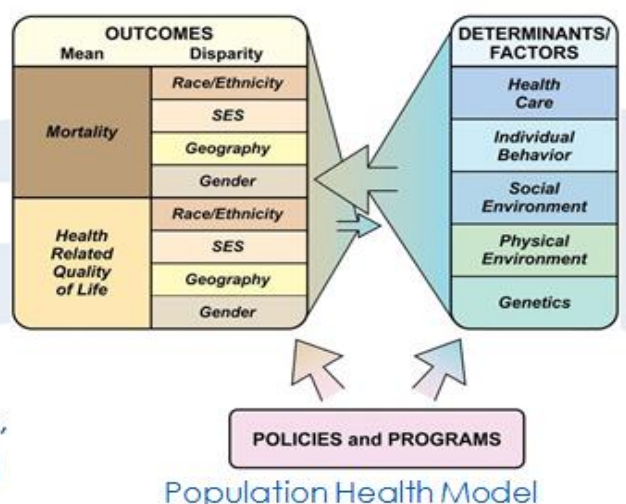 OUTCOMES
Mean Disparity
Mortality
Race/Ethnicity
SES
Geography
Gender
Health
Related
Quality
of Life
Race/Ethnicity
SES
Geography
Gender
DETERMINANTS/
FACTORS
Health
Care
Individual
Behavior
Social
Environment
Physical
Environment
Genetics
,
POLICIES and PROGRAMS
Population Health Model